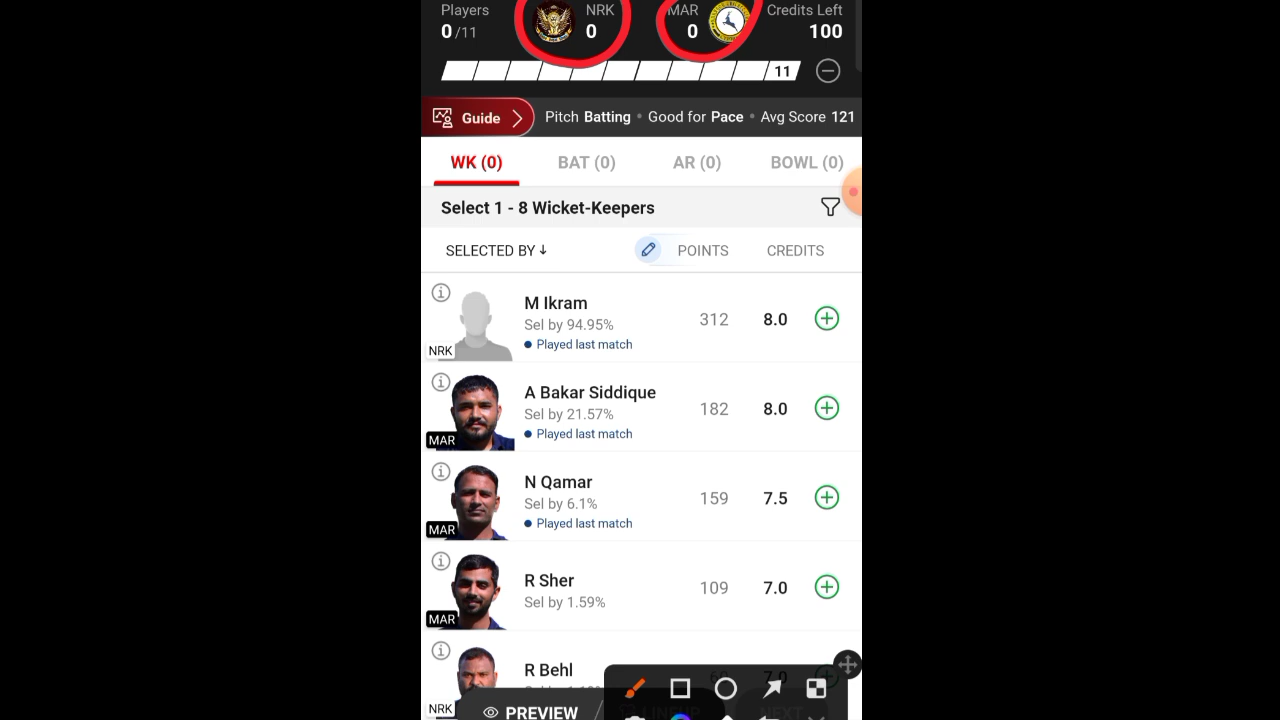 Players NRK MAR Credits Left
0/11 0 0 100
11
Guide Pitch Batting • Good for Pace • Avg Score 121
WK (0) BAT (0) AR (0) BOWL (0)
Select 1 - 8 Wicket-Keepers
SELECTED BY ↓ POINTS CREDITS
M Ikram
Sel by 94.95%
312 8.0
Played last match
NRK
A Bakar Siddique
Sel by 21.57%
182 8.0
Played last match
MAR
N Qamar
Sel by 6.1%
159 7.5
Played last match
MAR
R Sher
Sel by 1.59%
109 7.0
MAR
R Behl
7.0
NRK
PREVIEW LINEUP NEXT